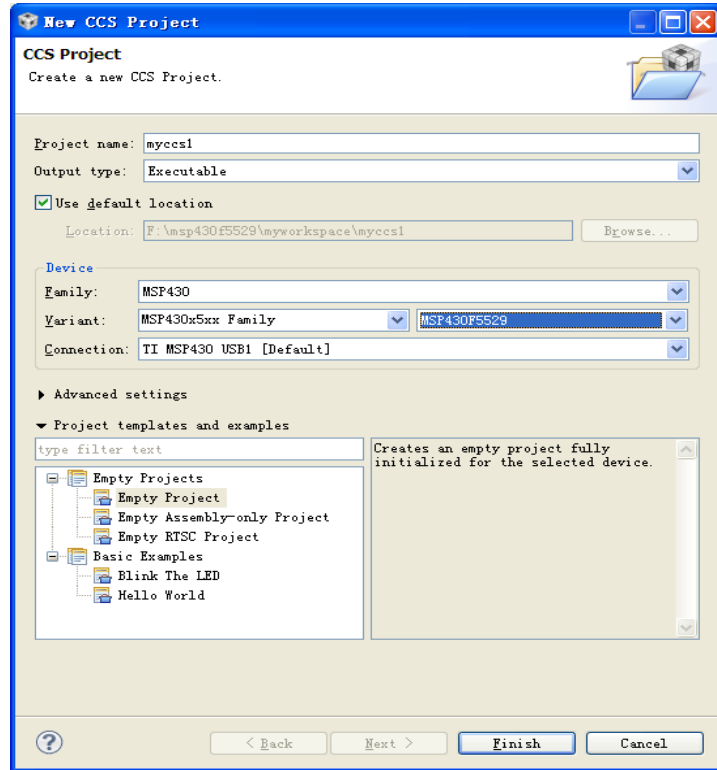 New CCS Project
CCS Project
Create a new CCS Project.
Project name: myccs1
Output type: Executable
Use default location
Location: F:\msp430f5529\myworkspace\myccs1 Browse...
Device
Family: MSP430
Variant: MSP430x5xx Family MSP430F5529
Connection: TI MSP430 USB1 [Default]
Advanced settings
Project templates and examples
type filter text
Creates an empty project fully
initialized for the selected device.
Empty Projects
Empty Project
Empty Assembly-only Project
Empty RTSC Project
Basic Examples
Blink The LED
Hello World
? < Back Next > Finish Cancel